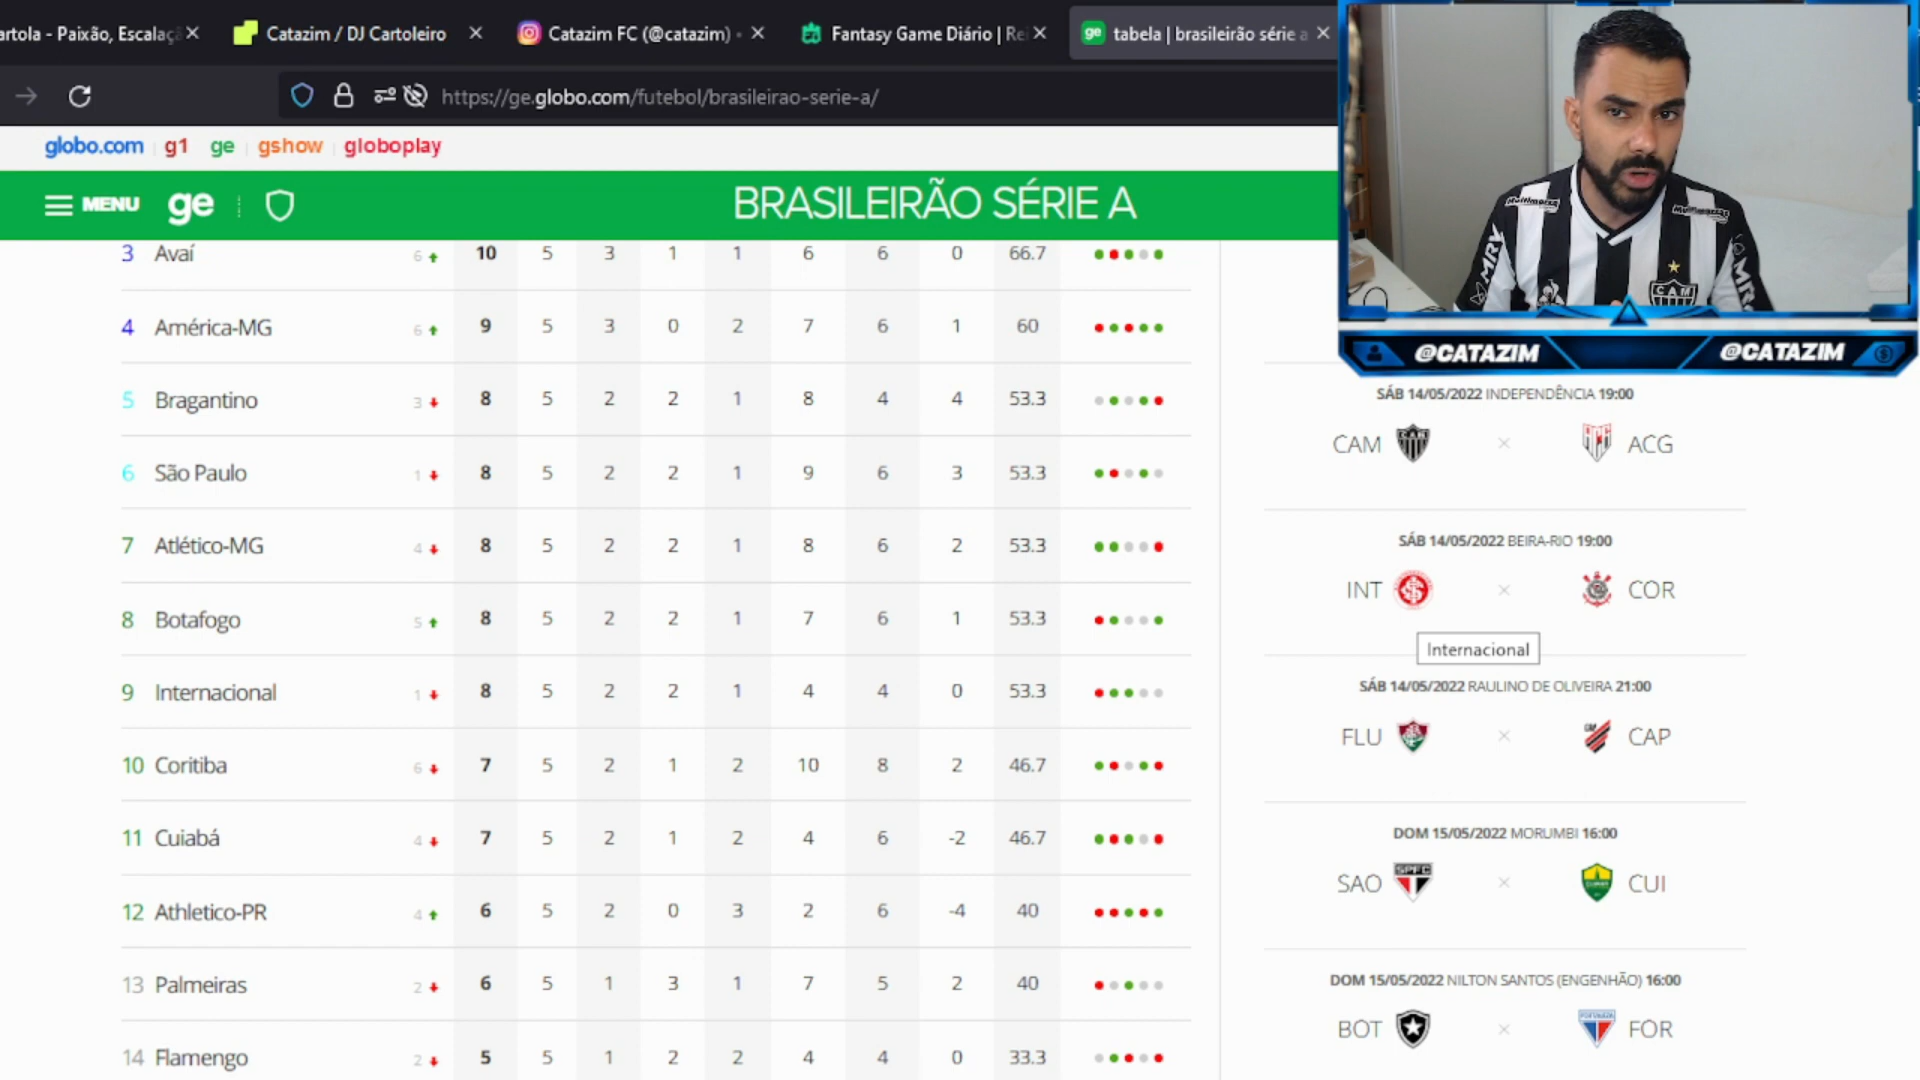 artola - Paixão, Escalaçã
Catazim / DJ Cartoleiro
Catazim FC (@catazim) •
Fantasy Game Diário | Rei
ge tabela | brasileirão série a
https://ge.globo.com/futebol/brasileirao-serie-a/
globo.com g1 ge gshow globoplay
MENU ge BRASILEIRÃO SÉRIE A
3 Avaí 6 10 5 3 1 1 6 6 0 66.7
4 América-MG 6 9 5 3 0 2 7 6 1 60
5 Bragantino 3 8 5 2 2 1 8 4 4 53.3
6 São Paulo 1 8 5 2 2 1 9 6 3 53.3
7 Atlético-MG 4 8 5 2 2 1 8 6 2 53.3
8 Botafogo 5 8 5 2 2 1 7 6 1 53.3
9 Internacional 1 8 5 2 2 1 4 4 0 53.3
10 Coritiba 6 7 5 2 1 2 10 8 2 46.7
11 Cuiabá 4 7 5 2 1 2 4 6 -2 46.7
12 Athletico-PR 4 6 5 2 0 3 2 6 -4 40
13 Palmeiras 2 6 5 1 3 1 7 5 2 40
14 Flamengo 2 5 5 1 2 2 4 4 0 33.3
Multimarcas Multimarcas
MRV MRV
CAM
@CATAZIM @CATAZIM
SÁB 14/05/2022 INDEPENDÊNCIA 19:00
CAM × ACG
SÁB 14/05/2022 BEIRA-RIO 19:00
INT × COR
Internacional
SÁB 14/05/2022 RAULINO DE OLIVEIRA 21:00
FLU × CAP
DOM 15/05/2022 MORUMBI 16:00
SAO SPFC × CUI
DOM 15/05/2022 NILTON SANTOS (ENGENHÃO) 16:00
BOT × FOR